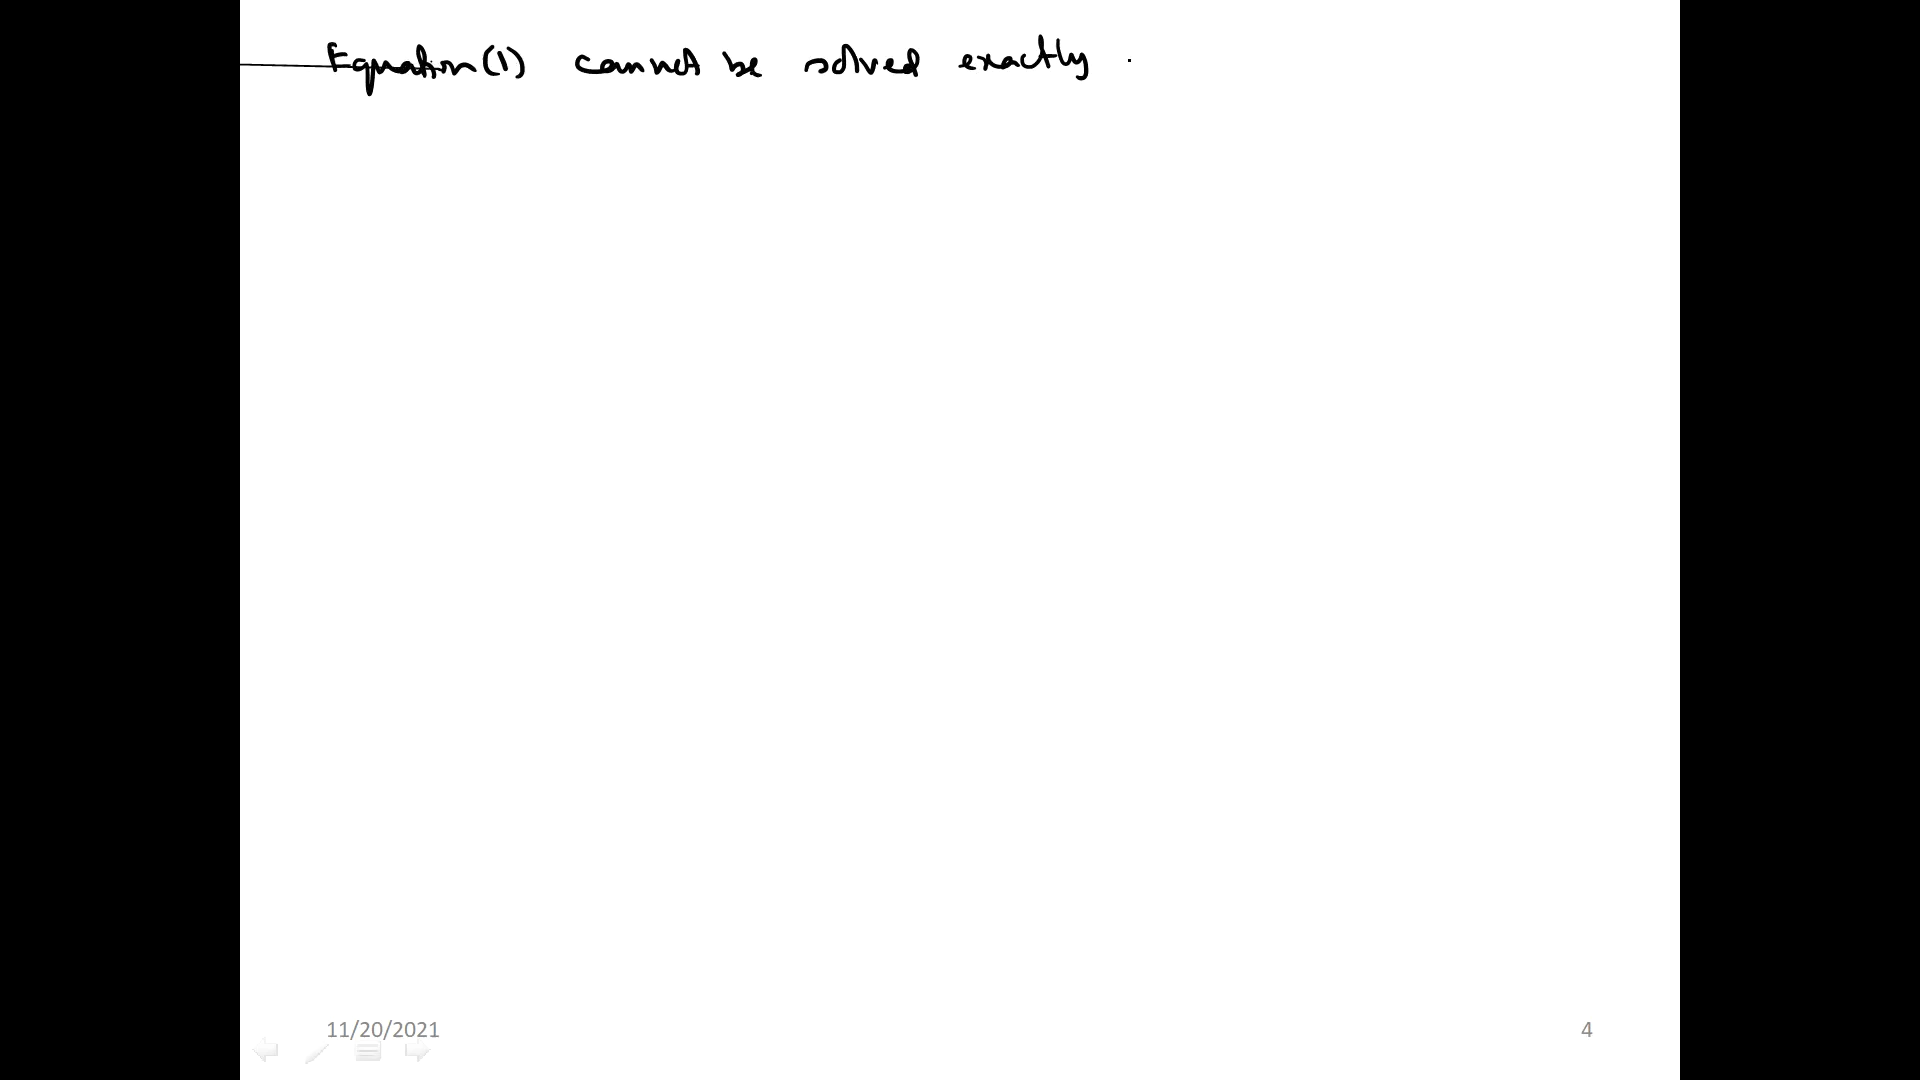 Equation(1) cannot be solved exactly .
11/20/2021
4